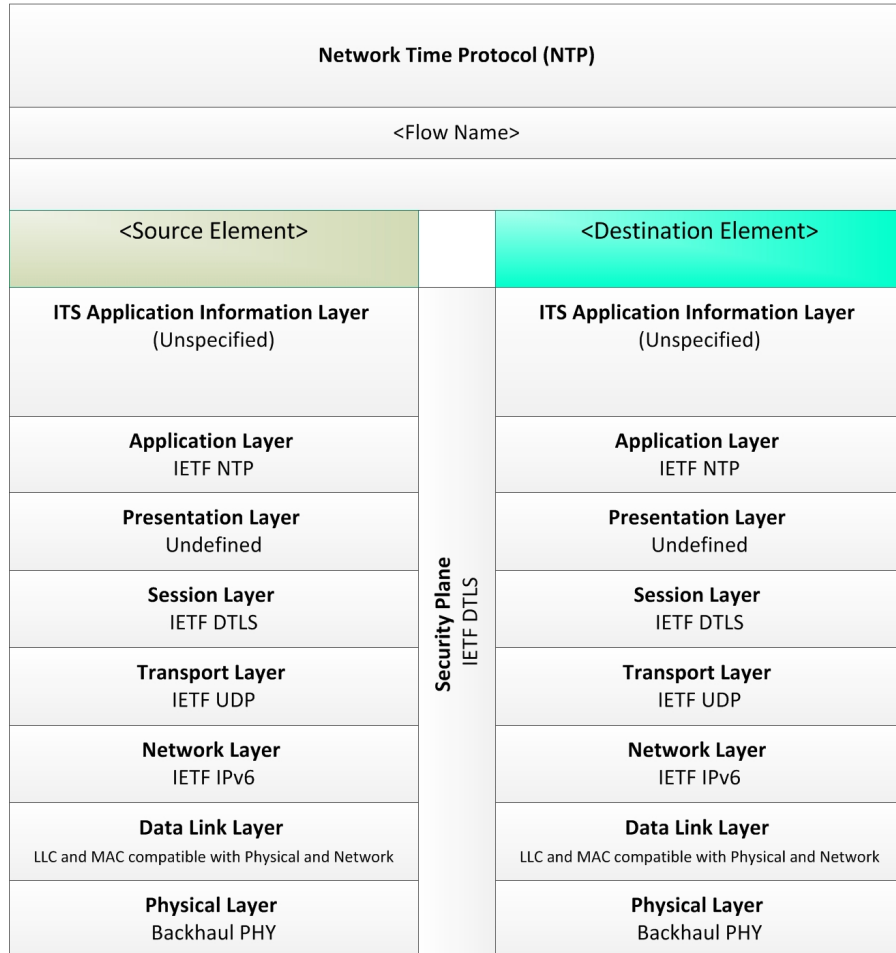 Network Time Protocol (NTP)
<Flow Name>
<Source Element>
<Destination Element>
ITS Application Information Layer
(Unspecified)
Application Layer
IETF NTP
Presentation Layer
Undefined
Session Layer
IETF DTLS
Transport Layer
IETF UDP
Network Layer
IETF IPv6
Data Link Layer
LLC and MAC compatible with Physical and Network
Physical Layer
Backhaul PHY
Security Plane
IETF DTLS
ITS Application Information Layer
(Unspecified)
Application Layer
IETF NTP
Presentation Layer
Undefined
Session Layer
IETF DTLS
Transport Layer
IETF UDP
Network Layer
IETF IPv6
Data Link Layer
LLC and MAC compatible with Physical and Network
Physical Layer
Backhaul PHY